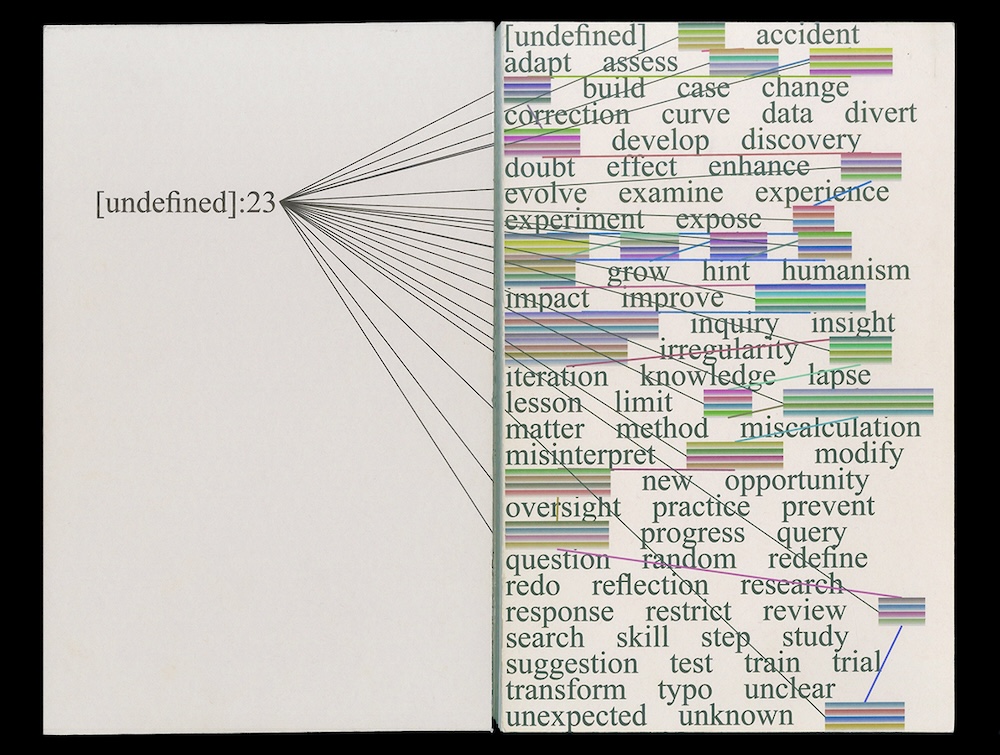 [undefined]:23
[undefined] accident
adapt assess
build case change
correction curve data divert
develop discovery
doubt effect enhance
evolve examine experience
experiment expose
grow hint humanism
impact improve
inquiry insight
irregularity
iteration knowledge lapse
lesson limit
matter method miscalculation
misinterpret modify
new opportunity
oversight practice prevent
progress query
question random redefine
redo reflection research
response restrict review
search skill step study
suggestion test train trial
transform typo unclear
unexpected unknown